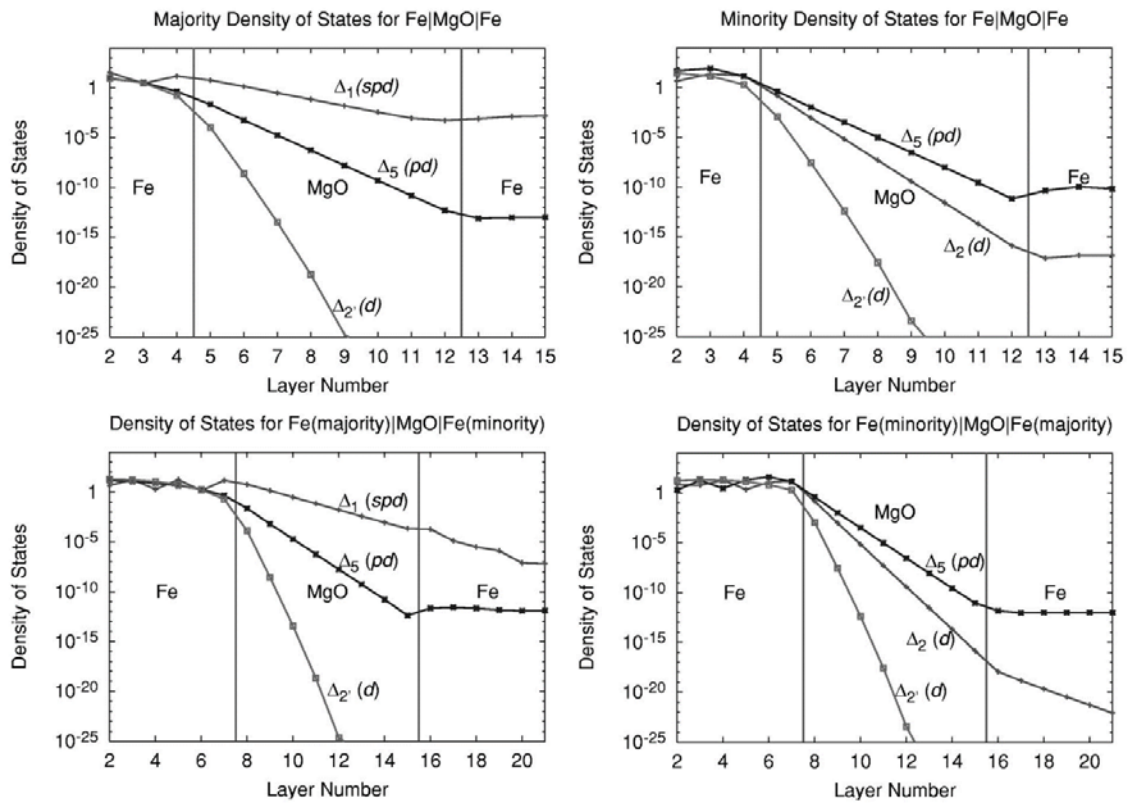 Majority Density of States for Fe|MgO|Fe
Density of States
1
10-5
10-10
10-15
10-20
10-25
Δ1 (spd)
Δ5 (pd)
Δ2' (d)
Fe
MgO
Fe
2 3 4 5 6 7 8 9 10 11 12 13 14 15
Layer Number
Minority Density of States for Fe|MgO|Fe
Density of States
1
10-5
10-10
10-15
10-20
10-25
Δ5 (pd)
Fe
MgO
Fe
Δ2 (d)
Δ2' (d)
2 3 4 5 6 7 8 9 10 11 12 13 14 15
Layer Number
Density of States for Fe(majority)|MgO|Fe(minority)
Density of States
1
10-5
10-10
10-15
10-20
10-25
Δ1 (spd)
Δ5 (pd)
Fe
MgO
Fe
Δ2' (d)
2 4 6 8 10 12 14 16 18 20
Layer Number
Density of States for Fe(minority)|MgO|Fe(majority)
Density of States
1
10-5
10-10
10-15
10-20
10-25
MgO
Δ5 (pd)
Fe
Fe
Δ2 (d)
Δ2' (d)
2 4 6 8 10 12 14 16 18 20
Layer Number